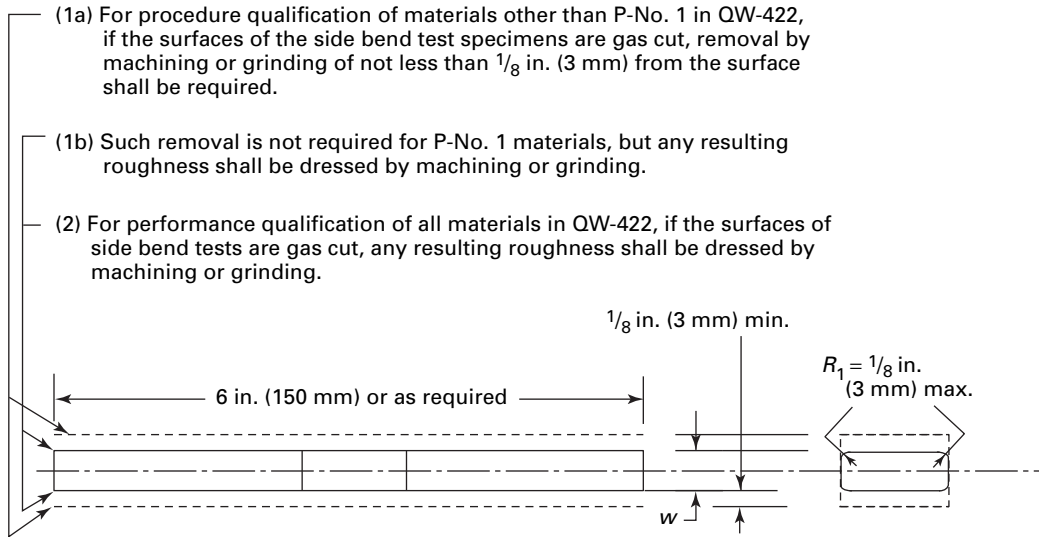 (1a) For procedure qualification of materials other than P-No. 1 in QW-422,
if the surfaces of the side bend test specimens are gas cut, removal by
machining or grinding of not less than 1/8 in. (3 mm) from the surface
shall be required.
(1b) Such removal is not required for P-No. 1 materials, but any resulting
roughness shall be dressed by machining or grinding.
(2) For performance qualification of all materials in QW-422, if the surfaces of
side bend tests are gas cut, any resulting roughness shall be dressed by
machining or grinding.
1/8 in. (3 mm) min.
R1 = 1/8 in.
(3 mm) max.
6 in. (150 mm) or as required
w